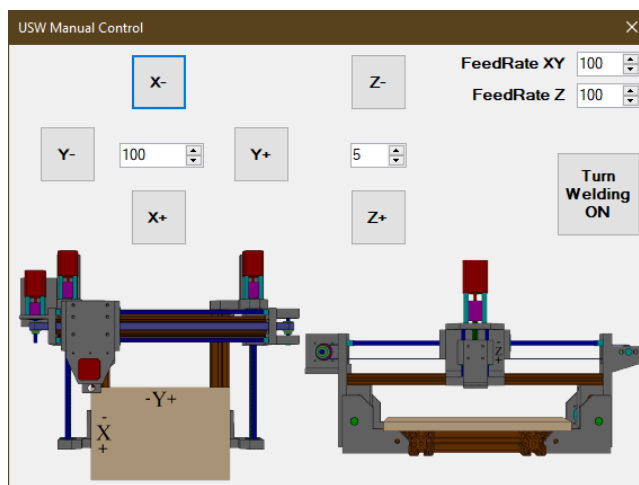 USW Manual Control
X-
Z-
FeedRate XY 100
FeedRate Z 100
Y- 100 Y+ 5
Turn
Welding
ON
X+
Z+
-Y+
-
X
+
-
Z
+